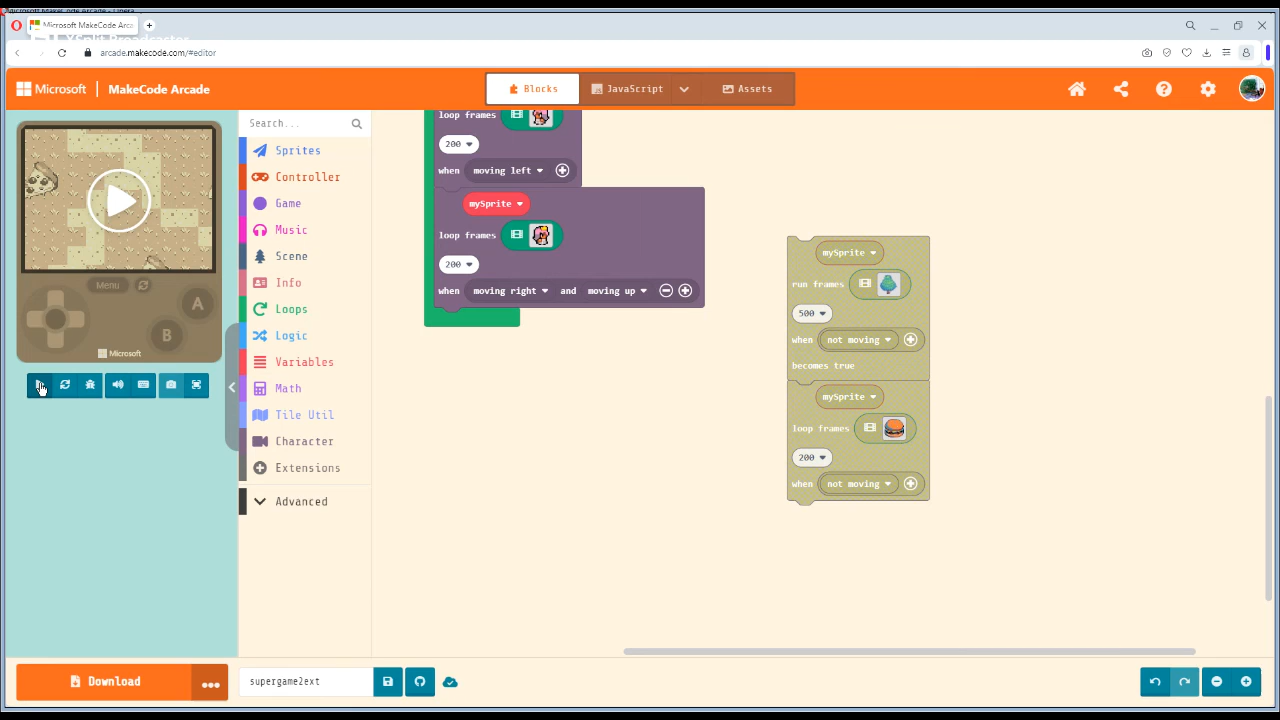 Microsoft MakeCode Arca
XSplit Broadcaster
arcade.makecode.com/#editor
Microsoft
MakeCode Arcade
Blocks
JavaScript
Assets
Search...
Sprites
Controller
Game
Music
Scene
Info
Loops
Logic
Variables
Math
Tile Util
Character
Extensions
Advanced
Menu
A
B
Microsoft
loop frames
200
when moving left
mySprite
loop frames
200
when moving right and moving up
mySprite
run frames
500
when not moving
becomes true
mySprite
loop frames
200
when not moving
Download
supergame2ext